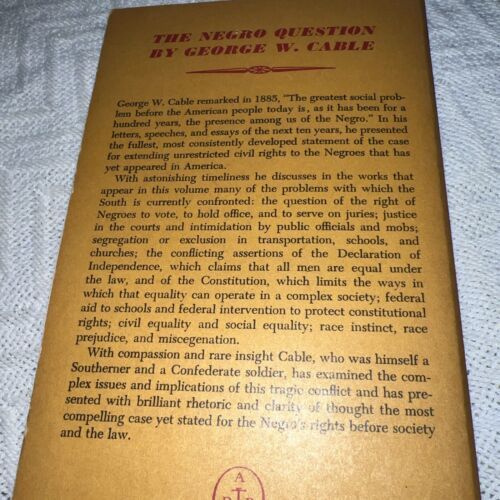 THE NEGRO QUESTION
BY GEORGE W. CABLE
George W. Cable remarked in 1885, "The greatest social prob-
lem before the American people today is, as it has been for a
hundred years, the presence among us of the Negro." In his
letters, speeches, and essays of the next ten years, he presented
the fullest, most consistently developed statement of the case
for extending unrestricted civil rights to the Negroes that has
yet appeared in America.
With astonishing timeliness he discusses in the works that
appear in this volume many of the problems with which the
South is currently confronted: the question of the right of
Negroes to vote, to hold office, and to serve on juries; justice
in the courts and intimidation by public officials and mobs;
segregation or exclusion in transportation, schools, and
churches; the conflicting assertions of the Declaration of
Independence, which claims that all men are equal under
the law, and of the Constitution, which limits the ways in
which that equality can operate in a complex society; federal
aid to schools and federal intervention to protect constitutional
rights; civil equality and social equality; race instinct, race
prejudice, and miscegenation.
With compassion and rare insight Cable, who was himself a
Southerner and a Confederate soldier, has examined the com-
plex issues and implications of this tragic conflict and has pre-
sented with brilliant rhetoric and clarity of thought the most
compelling case yet stated for the Negro's rights before society
and the law.
A